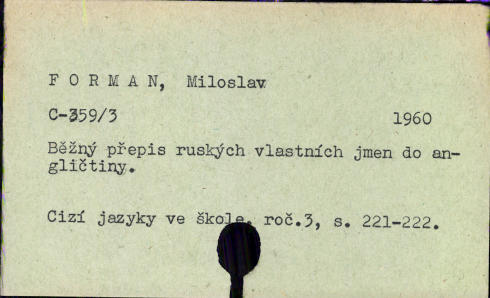 F O R M A N, Miloslav
C-359/3 1960
Běžný přepis ruských vlastních jmen do an-
gličtiny.
Cizí jazyky ve škole, roč.3, s. 221-222.